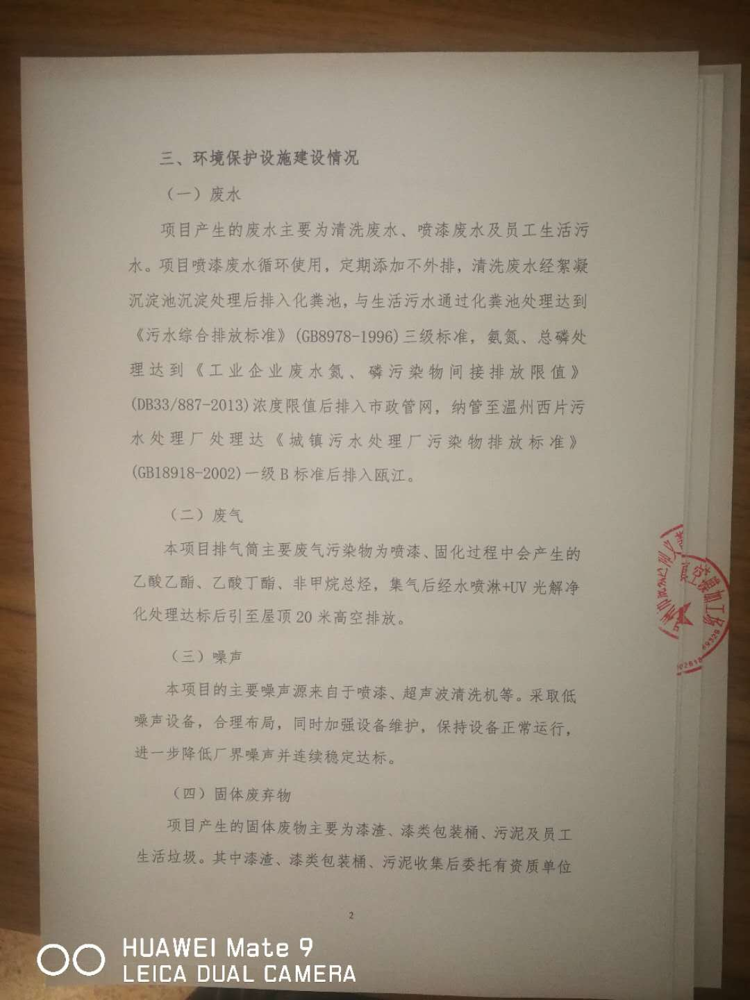 三、环境保护设施建设情况
（一）废水
项目产生的废水主要为清洗废水、喷漆废水及员工生活污
水。项目喷漆废水循环使用，定期添加不外排，清洗废水经絮凝
沉淀池沉淀处理后排入化粪池，与生活污水通过化粪池处理达到
《污水综合排放标准》(GB8978-1996)三级标准，氨氮、总磷处
理达到《工业企业废水氮、磷污染物间接排放限值》
(DB33/887-2013)浓度限值后排入市政管网，纳管至温州西片污
水处理厂处理达《城镇污水处理厂污染物排放标准》
(GB18918-2002)一级 B 标准后排入瓯江。
（二）废气
本项目排气筒主要废气污染物为喷漆、固化过程中会产生的
乙酸乙酯、乙酸丁酯、非甲烷总烃，集气后经水喷淋+UV 光解净
化处理达标后引至屋顶 20 米高空排放。
（三）噪声
本项目的主要噪声源来自于喷漆、超声波清洗机等。采取低
噪声设备，合理布局，同时加强设备维护，保持设备正常运行，
进一步降低厂界噪声并连续稳定达标。
（四）固体废弃物
项目产生的固体废物主要为漆渣、漆类包装桶、污泥及员工
生活垃圾。其中漆渣、漆类包装桶、污泥收集后委托有资质单位
2
空镀加工场
HUAWEI Mate 9
LEICA DUAL CAMERA